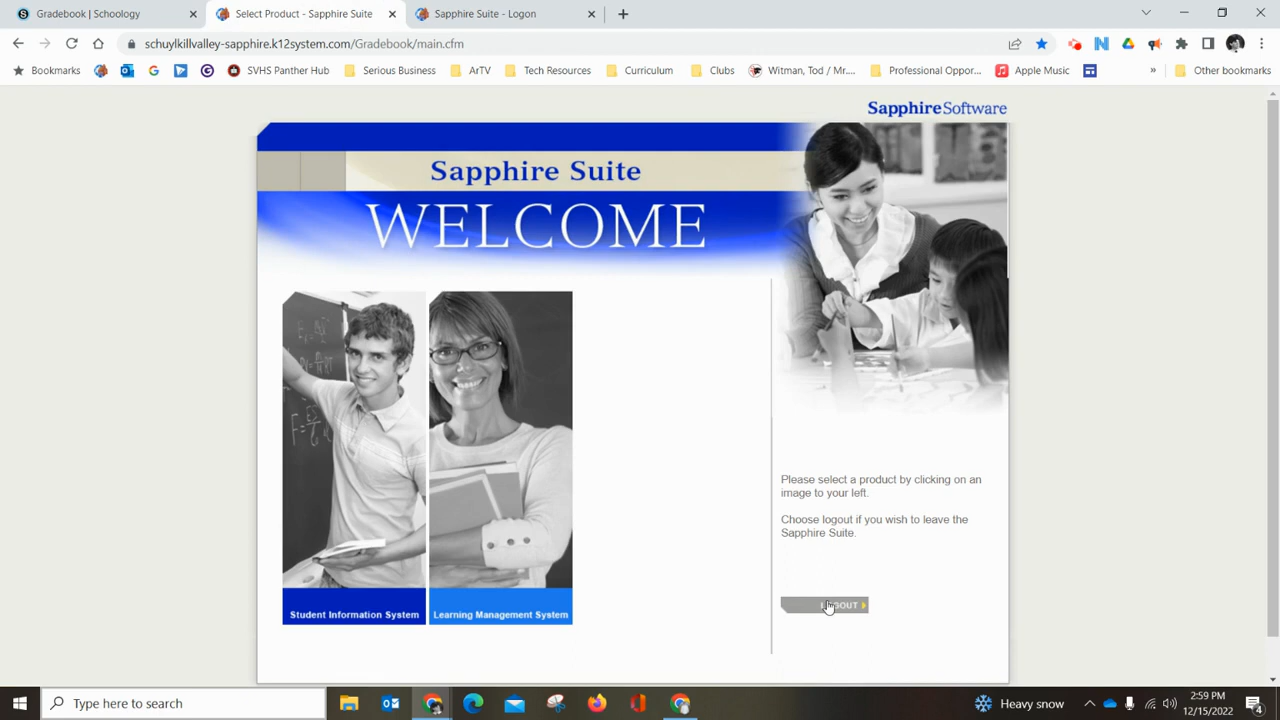 Gradebook | Schoology
Select Product - Sapphire Suite
Sapphire Suite - Logon
schuylkillvalley-sapphire.k12system.com/Gradebook/main.cfm
Bookmarks
SVHS Panther Hub
Serious Business
ArTV
Tech Resources
Curriculum
Clubs
Witman, Tod / Mr....
Professional Oppor...
Apple Music
Other bookmarks
SapphireSoftware
Sapphire Suite
WELCOME
Please select a product by clicking on an
image to your left.
Choose logout if you wish to leave the
Sapphire Suite.
LOGOUT
Student Information System
Learning Management System
Type here to search
Heavy snow
2:59 PM
12/15/2022
4